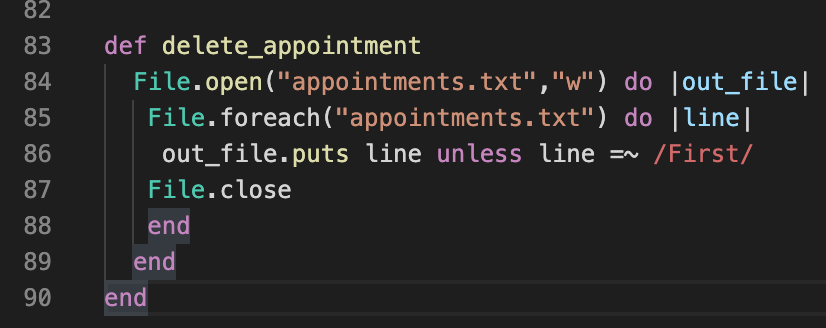 82
83 def delete_appointment
84 File.open("appointments.txt","w") do |out_file|
85 File.foreach("appointments.txt") do |line|
86 out_file.puts line unless line =~ /First/
87 File.close
88 end
89 end
90 end